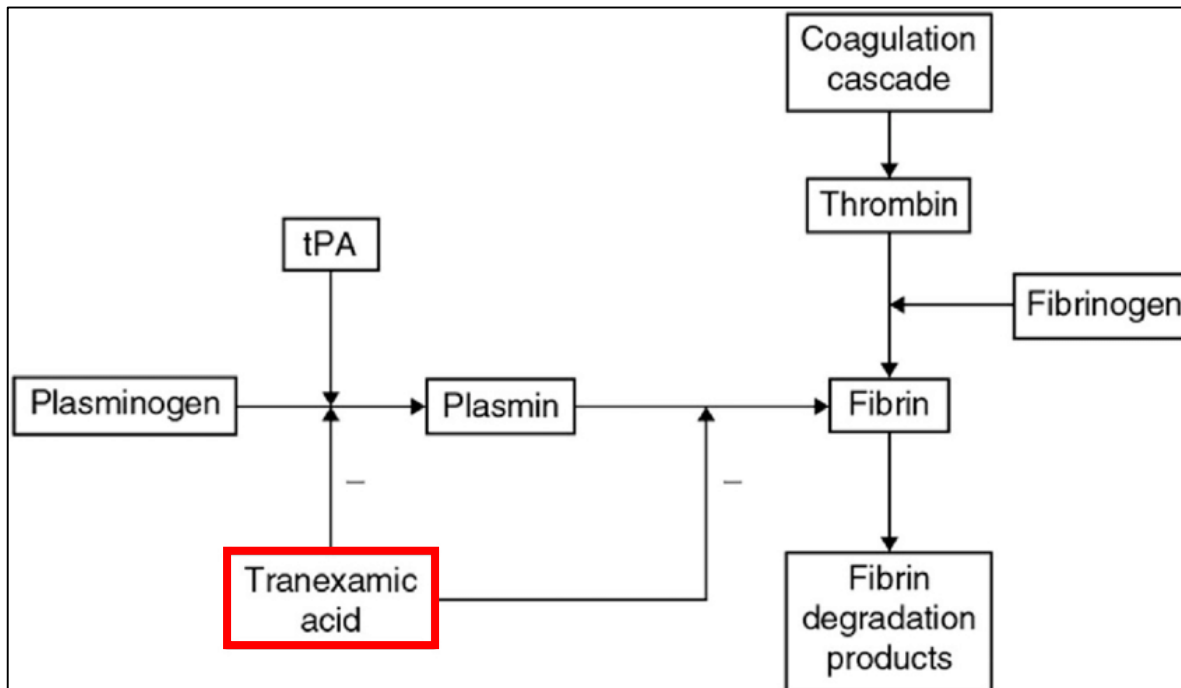 Coagulation
cascade
Thrombin
tPA
Fibrinogen
Plasminogen
Plasmin
Fibrin
–
–
Tranexamic
acid
Fibrin
degradation
products